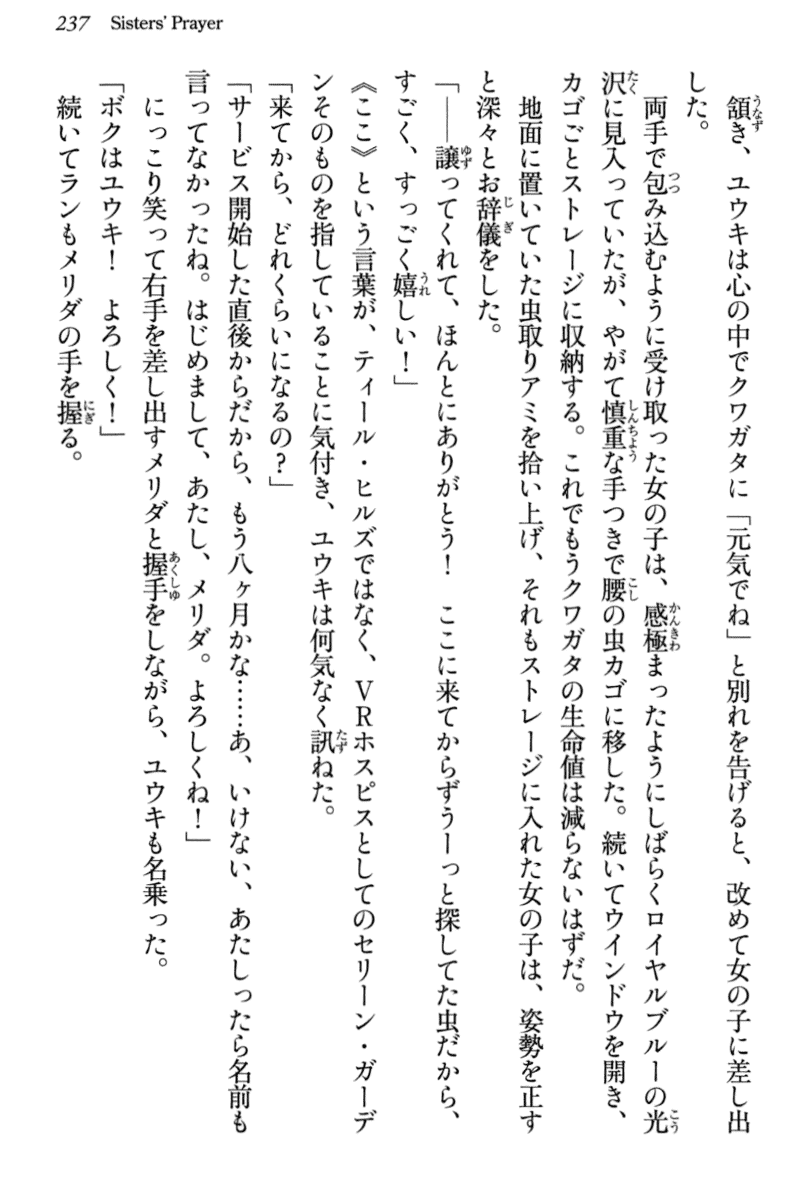 237 Sisters' Prayer
頷き、ユウキは心の中でクワガタに「元気でね」と別れを告げると、改めて女の子に差し出
した。
両手で包み込むように受け取った女の子は、感極まったようにしばらくロイヤルブルーの光
沢に見入っていたが、やがて慎重な手つきで腰の虫カゴに移した。続いてウインドウを開き、
カゴごとストレージに収納する。これでもうクワガタの生命値は減らないはずだ。
地面に置いていた虫取りアミを拾い上げ、それもストレージに入れた女の子は、姿勢を正す
と深々とお辞儀をした。
「――譲ってくれて、ほんとにありがとう！　ここに来てからずうーっと探してた虫だから、
すごく、すっごく嬉しい！」
《ここ》という言葉が、ティール・ヒルズではなく、ＶＲホスピスとしてのセリーン・ガーデ
ンそのものを指していることに気付き、ユウキは何気なく訊ねた。
「来てから、どれくらいになるの？」
「サービス開始した直後からだから、もう八ヶ月かな……あ、いけない、あたしったら名前も
言ってなかったね。はじめまして、あたし、メリダ。よろしくね！」
にっこり笑って右手を差し出すメリダと握手をしながら、ユウキも名乗った。
「ボクはユウキ！　よろしく！」
続いてランもメリダの手を握る。